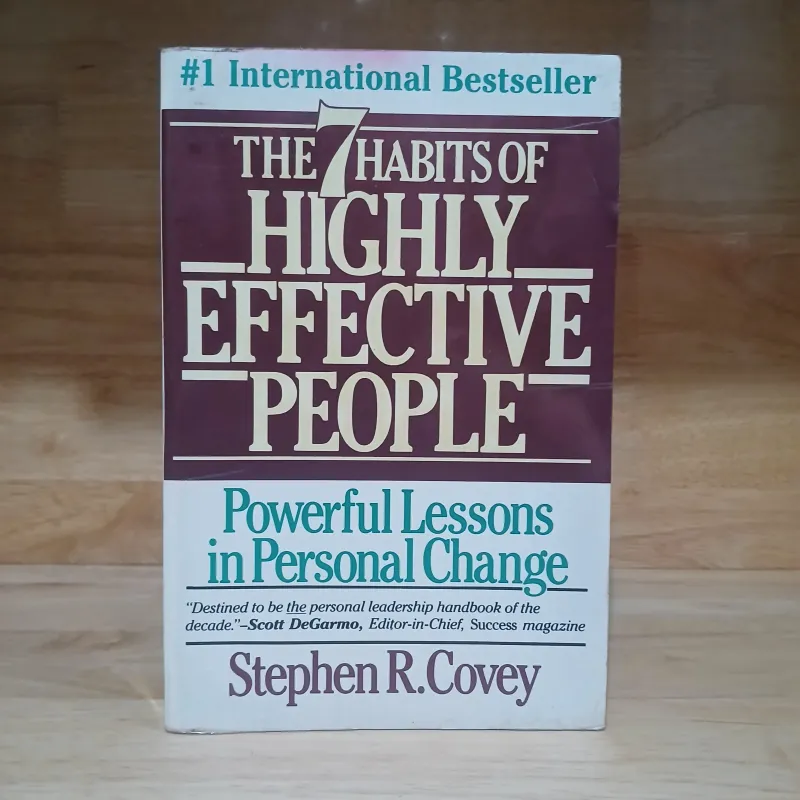 #1 International Bestseller
THE 7 HABITS OF
HIGHLY
EFFECTIVE
PEOPLE
Powerful Lessons
in Personal Change
"Destined to be the personal leadership handbook of the
decade."–Scott DeGarmo, Editor-in-Chief, Success magazine
Stephen R. Covey